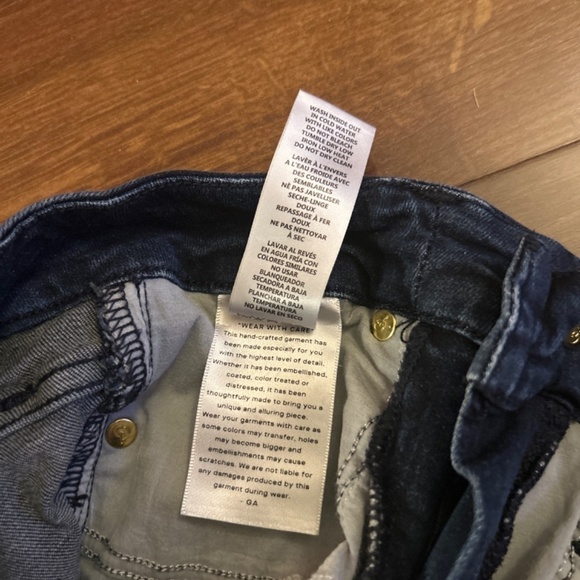 WASH INSIDE OUT
IN COLD WATER
WITH LIKE COLORS
DO NOT BLEACH
TUMBLE DRY LOW
IRON LOW HEAT
DO NOT DRY CLEAN
LAVER À L'ENVERS
A L'EAU FROIDE AVEC
DES COULEURS
SEMBLABLES
NÈ PAS JAVELLISER
SECHE-LINGE
DOUX
REPASSAGE À FER
DOUX
NE PAS NETTOYER
À SEC
LAVAR AL REVÉS
EN AGUA FRÍA CON
COLORES SIMILARES
NO USAR
BLANQUEADOR
SECADORA A BAJA
TEMPERATURA
PLANCHAR A BAJA
TEMPERATURA
NO LAVAR EN SECO
"WEAR WITH CARE"
This hand-crafted garment has
been made especially for you
with the highest level of detail.
Whether it has been embellished,
coated, color treated or
distressed, it has been
thoughtfully made to bring you a
unique and alluring piece.
Wear your garments with care as
some colors may transfer, holes
may become bigger and
embellishments may cause
scratches. We are not liable for
any damages produced by this
garment during wear.
- GA